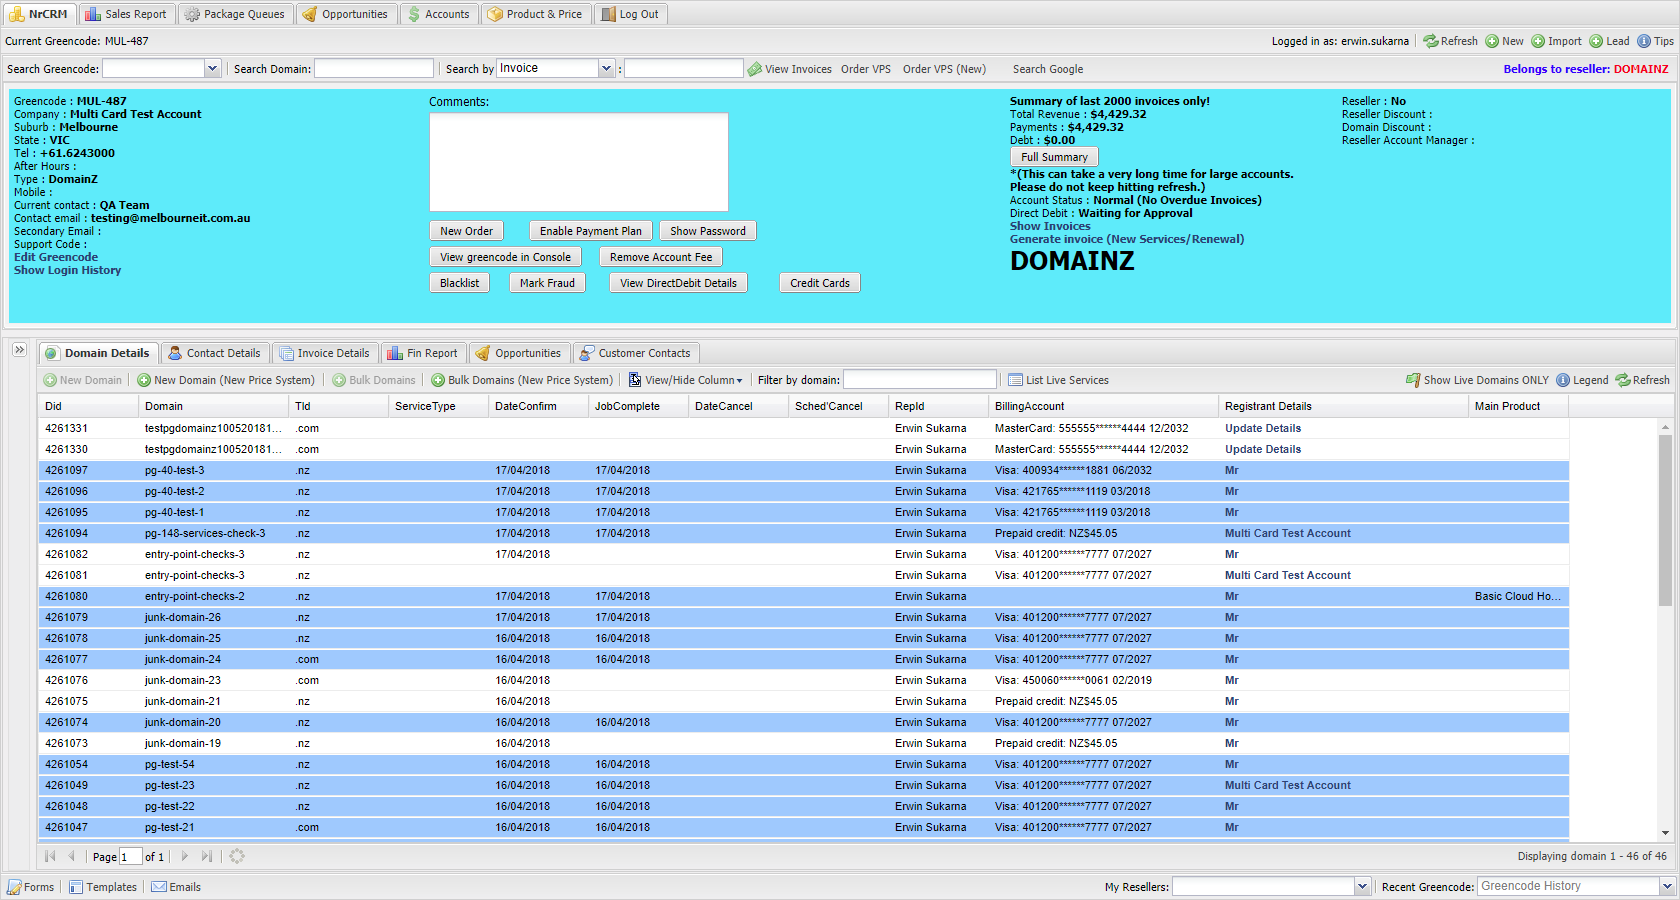 NrCRM Sales Report Package Queues Opportunities Accounts Product & Price Log Out
Current Greencode: MUL-487 Logged in as: erwin.sukarna Refresh New Import Lead Tips
Search Greencode: Search Domain: Search by Invoice : View Invoices Order VPS Order VPS (New) Search Google Belongs to reseller: DOMAINZ
Greencode : MUL-487
Company : Multi Card Test Account
Suburb : Melbourne
State : VIC
Tel : +61.6243000
After Hours :
Type : DomainZ
Mobile :
Current contact : QA Team
Contact email : testing@melbourneit.com.au
Secondary Email :
Support Code :
Edit Greencode
Show Login History
Comments:
New Order Enable Payment Plan Show Password
View greencode in Console Remove Account Fee
Blacklist Mark Fraud View DirectDebit Details Credit Cards
Summary of last 2000 invoices only!
Total Revenue : $4,429.32
Payments : $4,429.32
Debt : $0.00
Full Summary
*(This can take a very long time for large accounts.
Please do not keep hitting refresh.)
Account Status : Normal (No Overdue Invoices)
Direct Debit : Waiting for Approval
Show Invoices
Generate invoice (New Services/Renewal)
DOMAINZ
Reseller : No
Reseller Discount :
Domain Discount :
Reseller Account Manager :
Domain Details Contact Details Invoice Details Fin Report Opportunities Customer Contacts
New Domain New Domain (New Price System) Bulk Domains Bulk Domains (New Price System) View/Hide Column Filter by domain: List Live Services Show Live Domains ONLY Legend Refresh
Did Domain Tld ServiceType DateConfirm JobComplete DateCancel Sched'Cancel RepId BillingAccount Registrant Details Main Product
4261331 testpgdomainz100520181... .com Erwin Sukarna MasterCard: 555555******4444 12/2032 Update Details
4261330 testpgdomainz100520181... .com Erwin Sukarna MasterCard: 555555******4444 12/2032 Update Details
4261097 pg-40-test-3 .nz 17/04/2018 17/04/2018 Erwin Sukarna Visa: 400934******1881 06/2032 Mr
4261096 pg-40-test-2 .nz 17/04/2018 17/04/2018 Erwin Sukarna Visa: 421765******1119 03/2018 Mr
4261095 pg-40-test-1 .nz 17/04/2018 17/04/2018 Erwin Sukarna Visa: 421765******1119 03/2018 Mr
4261094 pg-148-services-check-3 .nz 17/04/2018 17/04/2018 Erwin Sukarna Prepaid credit: NZ$45.05 Multi Card Test Account
4261082 entry-point-checks-3 .nz 17/04/2018 Erwin Sukarna Visa: 401200******7777 07/2027 Mr
4261081 entry-point-checks-3 .nz Erwin Sukarna Visa: 401200******7777 07/2027 Multi Card Test Account
4261080 entry-point-checks-2 .nz 17/04/2018 17/04/2018 Erwin Sukarna Mr Basic Cloud Ho...
4261079 junk-domain-26 .nz 17/04/2018 17/04/2018 Erwin Sukarna Visa: 401200******7777 07/2027 Mr
4261078 junk-domain-25 .nz 16/04/2018 16/04/2018 Erwin Sukarna Visa: 401200******7777 07/2027 Mr
4261077 junk-domain-24 .com 16/04/2018 16/04/2018 Erwin Sukarna Visa: 401200******7777 07/2027 Mr
4261076 junk-domain-23 .com 16/04/2018 Erwin Sukarna Visa: 450060******0061 02/2019 Mr
4261075 junk-domain-21 .nz 16/04/2018 Erwin Sukarna Prepaid credit: NZ$45.05 Mr
4261074 junk-domain-20 .nz 16/04/2018 16/04/2018 Erwin Sukarna Visa: 401200******7777 07/2027 Mr
4261073 junk-domain-19 .nz 16/04/2018 Erwin Sukarna Prepaid credit: NZ$45.05 Mr
4261054 pg-test-54 .nz 16/04/2018 16/04/2018 Erwin Sukarna Visa: 401200******7777 07/2027 Mr
4261049 pg-test-23 .nz 16/04/2018 16/04/2018 Erwin Sukarna Visa: 401200******7777 07/2027 Multi Card Test Account
4261048 pg-test-22 .nz 16/04/2018 16/04/2018 Erwin Sukarna Visa: 401200******7777 07/2027 Mr
4261047 pg-test-21 .com 16/04/2018 16/04/2018 Erwin Sukarna Visa: 401200******7777 07/2027 Mr
Page 1 of 1 Displaying domain 1 - 46 of 46
Forms Templates Emails My Resellers: Recent Greencode: Greencode History